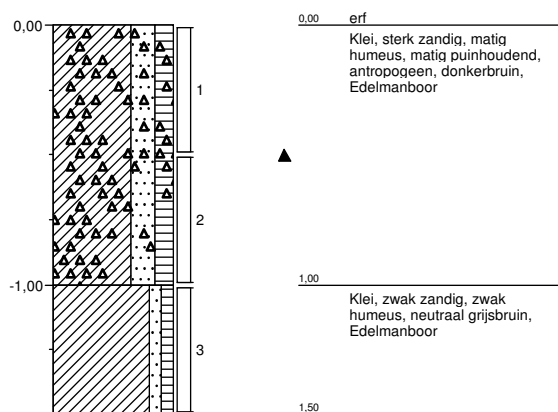 0,00
0,00 erf
Klei, sterk zandig, matig
humeus, matig puinhoudend,
antropogeen, donkerbruin,
Edelmanboor
1
2
-1,00
1,00
Klei, zwak zandig, zwak
humeus, neutraal grijsbruin,
Edelmanboor
3
1,50